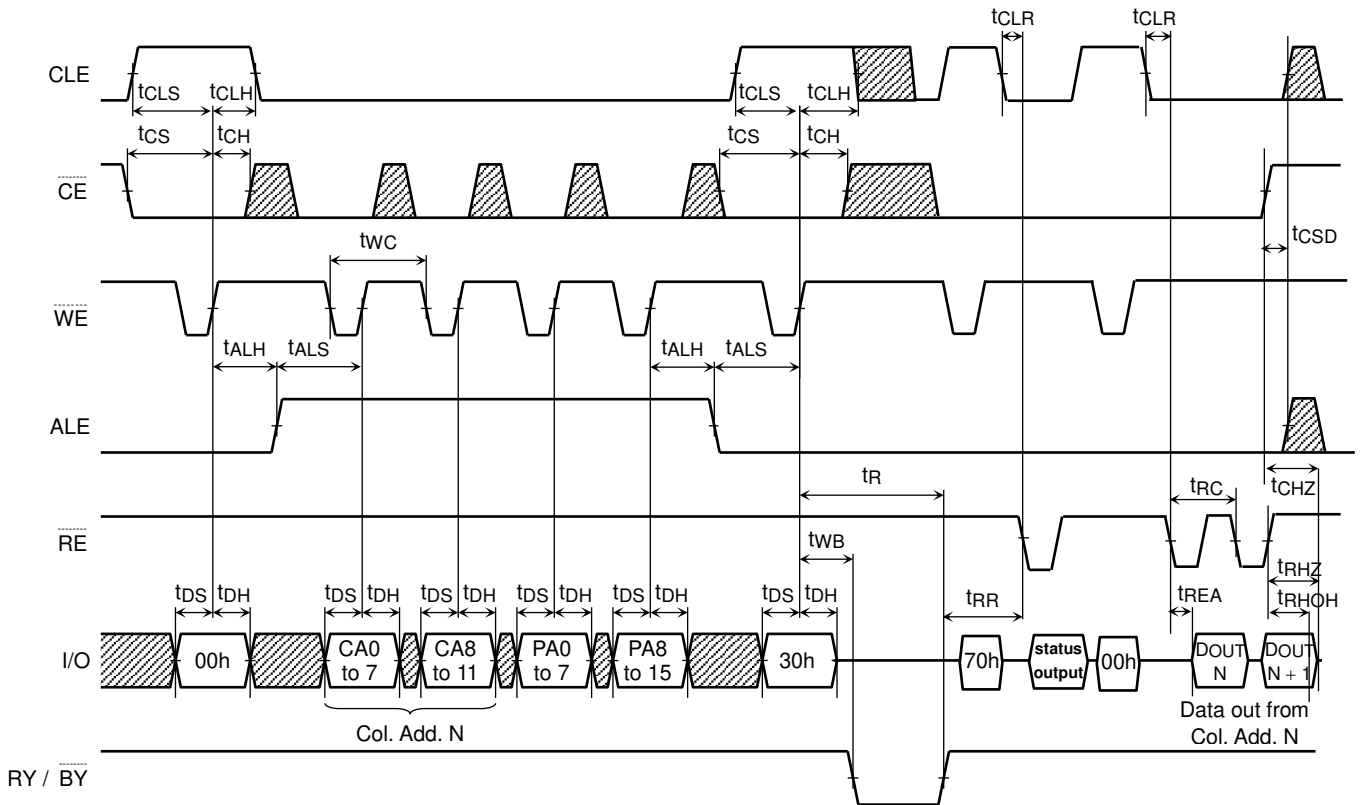 tCLR tCLR
CLE
tCLS tCLH tCLS tCLH
tCS tCH tCS tCH
CE
tWC tCSD
WE
tALH tALS tALH tALS
ALE
tR tRC tCHZ
RE
tWB
tDS tDH tDS tDH tDS tDH tDS tDH tDS tDH tDS tDH tRR tREA tRHZ
tRHOH
I/O 00h CA0 to 7 CA8 to 11 PA0 to 7 PA8 to 15 30h 70h status output 00h DOUT N DOUT N + 1
Col. Add. N
Data out from
Col. Add. N
RY / BY